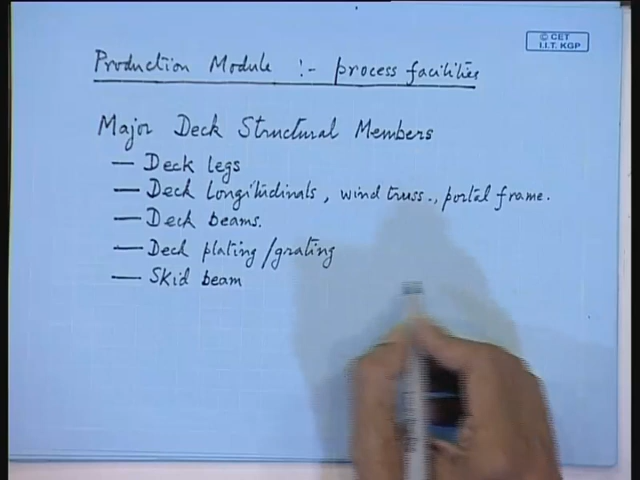 © CET
I.I.T. KGP
Production Module :- process facilities
Major Deck Structural Members
— Deck legs
— Deck Longitudinals, wind truss., portal frame.
— Deck beams.
— Deck plating/grating
— Skid beam